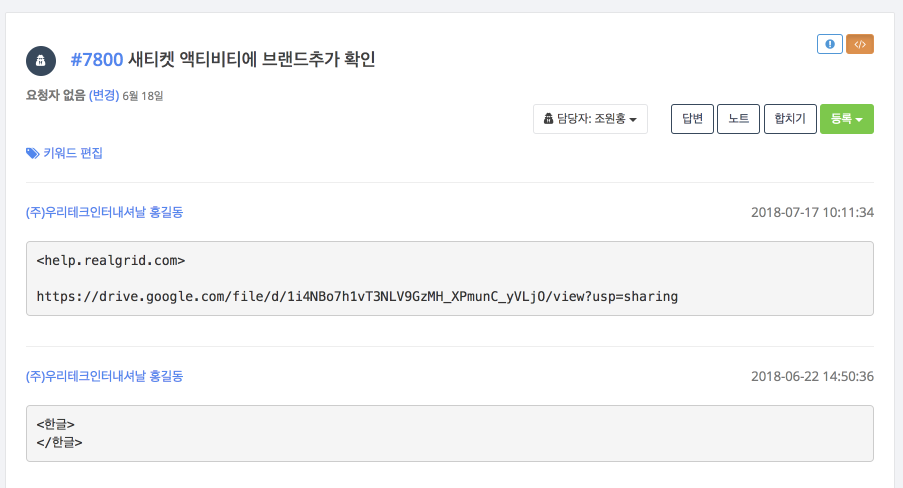 #7800 새티켓 액티비티에 브랜드추가 확인
</>
요청자 없음 (변경) 6월 18일
담당자: 조원홍
답변
노트
합치기
등록
키워드 편집
(주)우리테크인터내셔날 홍길동
2018-07-17 10:11:34
<help.realgrid.com>
https://drive.google.com/file/d/1i4NBo7h1vT3NLV9GzMH_XPmunC_yVLjO/view?usp=sharing
(주)우리테크인터내셔날 홍길동
2018-06-22 14:50:36
<한글>
</한글>